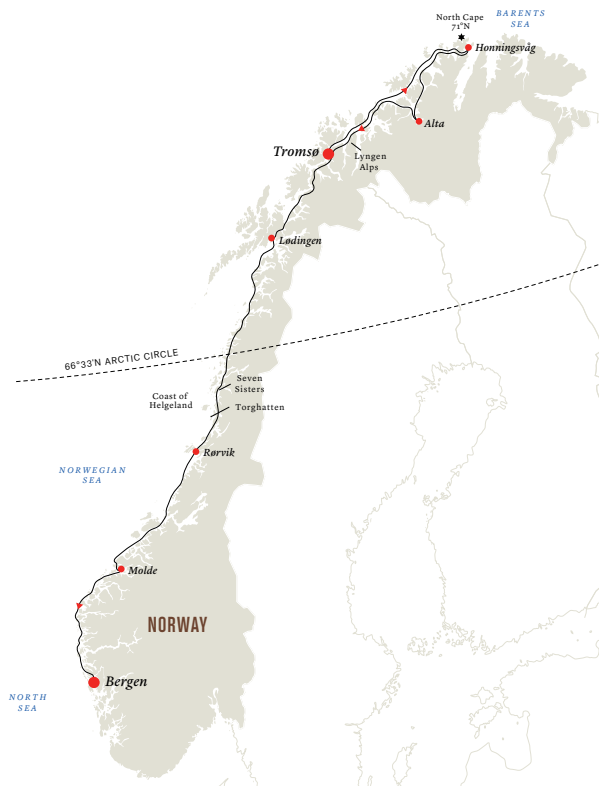 BARENTS
SEA
North Cape
71°N
Honningsvåg
Alta
Tromsø
Lyngen
Alps
Lødingen
66°33'N ARCTIC CIRCLE
Seven
Sisters
Coast of
Helgeland
Torghatten
Rørvik
NORWEGIAN
SEA
Molde
NORWAY
Bergen
NORTH
SEA